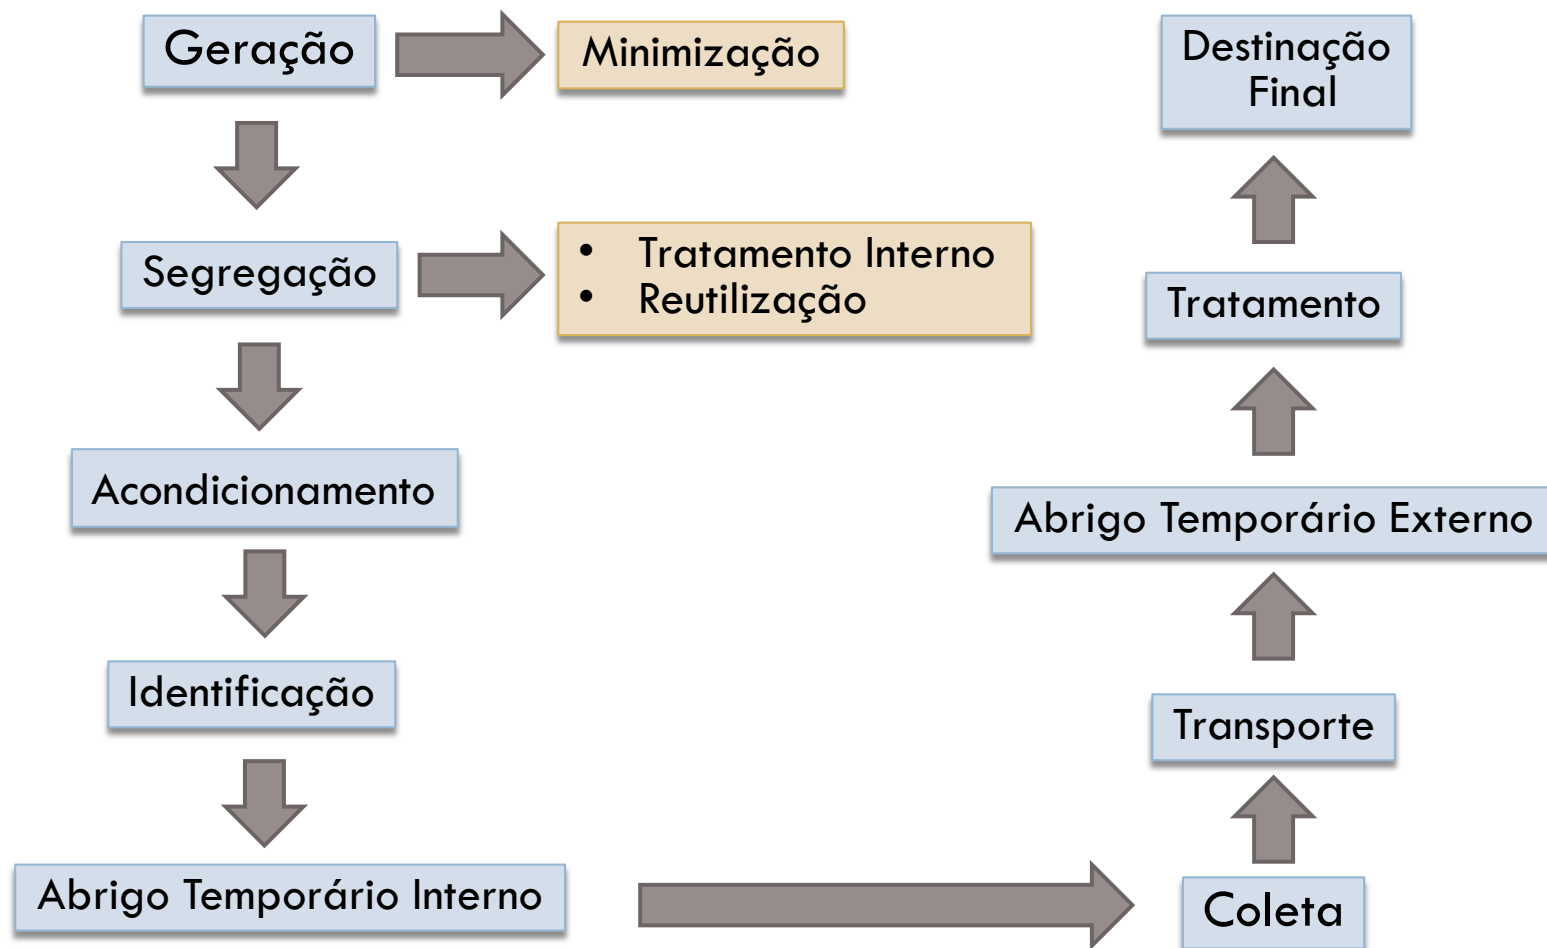 Geração
Minimização
Segregação
• Tratamento Interno
• Reutilização
Acondicionamento
Identificação
Abrigo Temporário Interno
Coleta
Transporte
Abrigo Temporário Externo
Tratamento
Destinação
Final